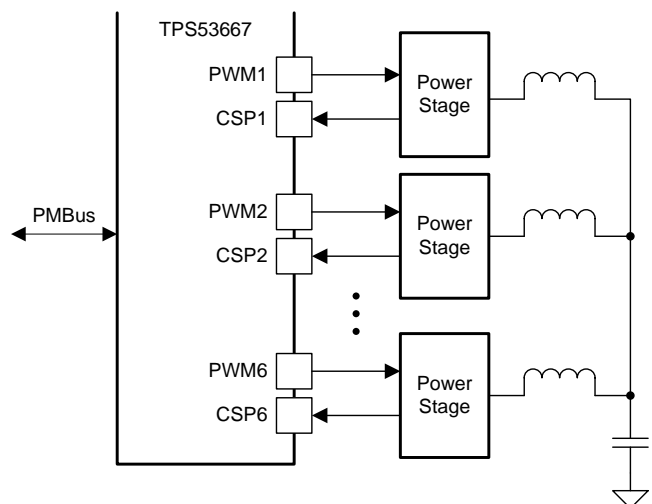 TPS53667
PWM1
CSP1
Power
Stage
PMBus
PWM2
CSP2
Power
Stage
PWM6
CSP6
Power
Stage